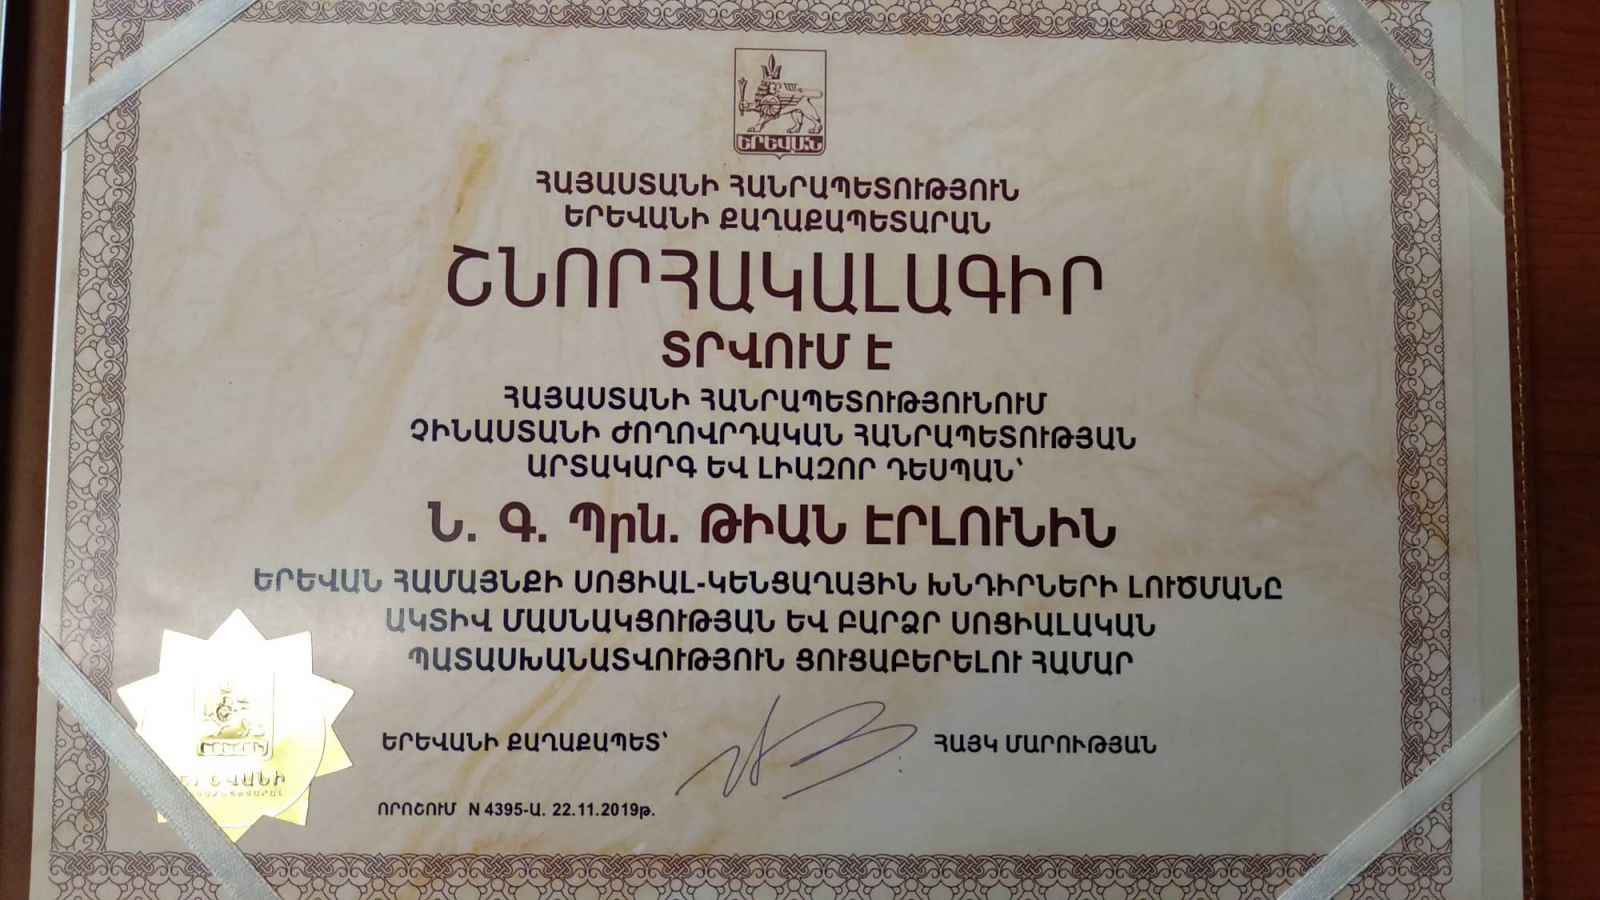 ԵՐԵՎԱՆ
ՀԱՅԱՍՏԱՆԻ ՀԱՆՐԱՊԵՏՈՒԹՅՈՒՆ
ԵՐԵՎԱՆԻ ՔԱՂԱՔԱՊԵՏԱՐԱՆ
ՇՆՈՐՀԱԿԱԼԱԳԻՐ
ՏՐՎՈՒՄ Է
ՀԱՅԱՍՏԱՆԻ ՀԱՆՐԱՊԵՏՈՒԹՅՈՒՆՈՒՄ
ՉԻՆԱՍՏԱՆԻ ԺՈՂՈՎՐԴԱԿԱՆ ՀԱՆՐԱՊԵՏՈՒԹՅԱՆ
ԱՐՏԱԿԱՐԳ ԵՎ ԼԻԱԶՈՐ ԴԵՍՊԱՆ՝
Ն. Գ. Պրն. ԹԻԱՆ ԷՐԼՈՒՆԻՆ
ԵՐԵՎԱՆ ՀԱՄԱՅՆՔԻ ՍՈՑԻԱԼ-ԿԵՆՑԱՂԱՅԻՆ ԽՆԴԻՐՆԵՐԻ ԼՈՒԾՄԱՆԸ
ԱԿՏԻՎ ՄԱՍՆԱԿՑՈՒԹՅԱՆ ԵՎ ԲԱՐՁՐ ՍՈՑԻԱԼԱԿԱՆ
ՊԱՏԱՍԽԱՆԱՏՎՈՒԹՅՈՒՆ ՑՈՒՑԱԲԵՐԵԼՈՒ ՀԱՄԱՐ
ԵՐԵՎԱՆԻ ՔԱՂԱՔԱՊԵՏ՝ ՀԱՅԿ ՄԱՐՈՒԹՅԱՆ
ԵՐԵՎԱՆԻ
ՈՐՈՇՈՒՄ N 4395-Ա. 22.11.2019թ.